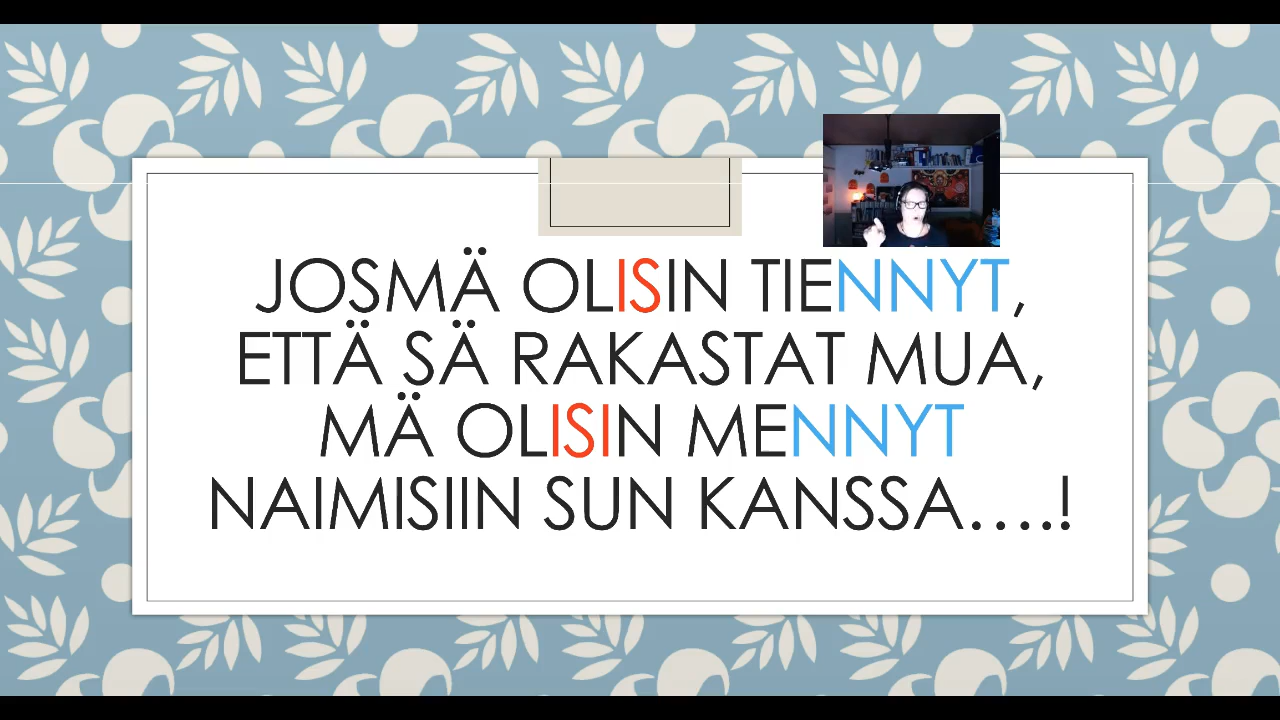 JOSMÄ OLISIN TIENNYT,
ETTÄ SÄ RAKASTAT MUA,
MÄ OLISIN MENNYT
NAIMISIIN SUN KANSSA....!